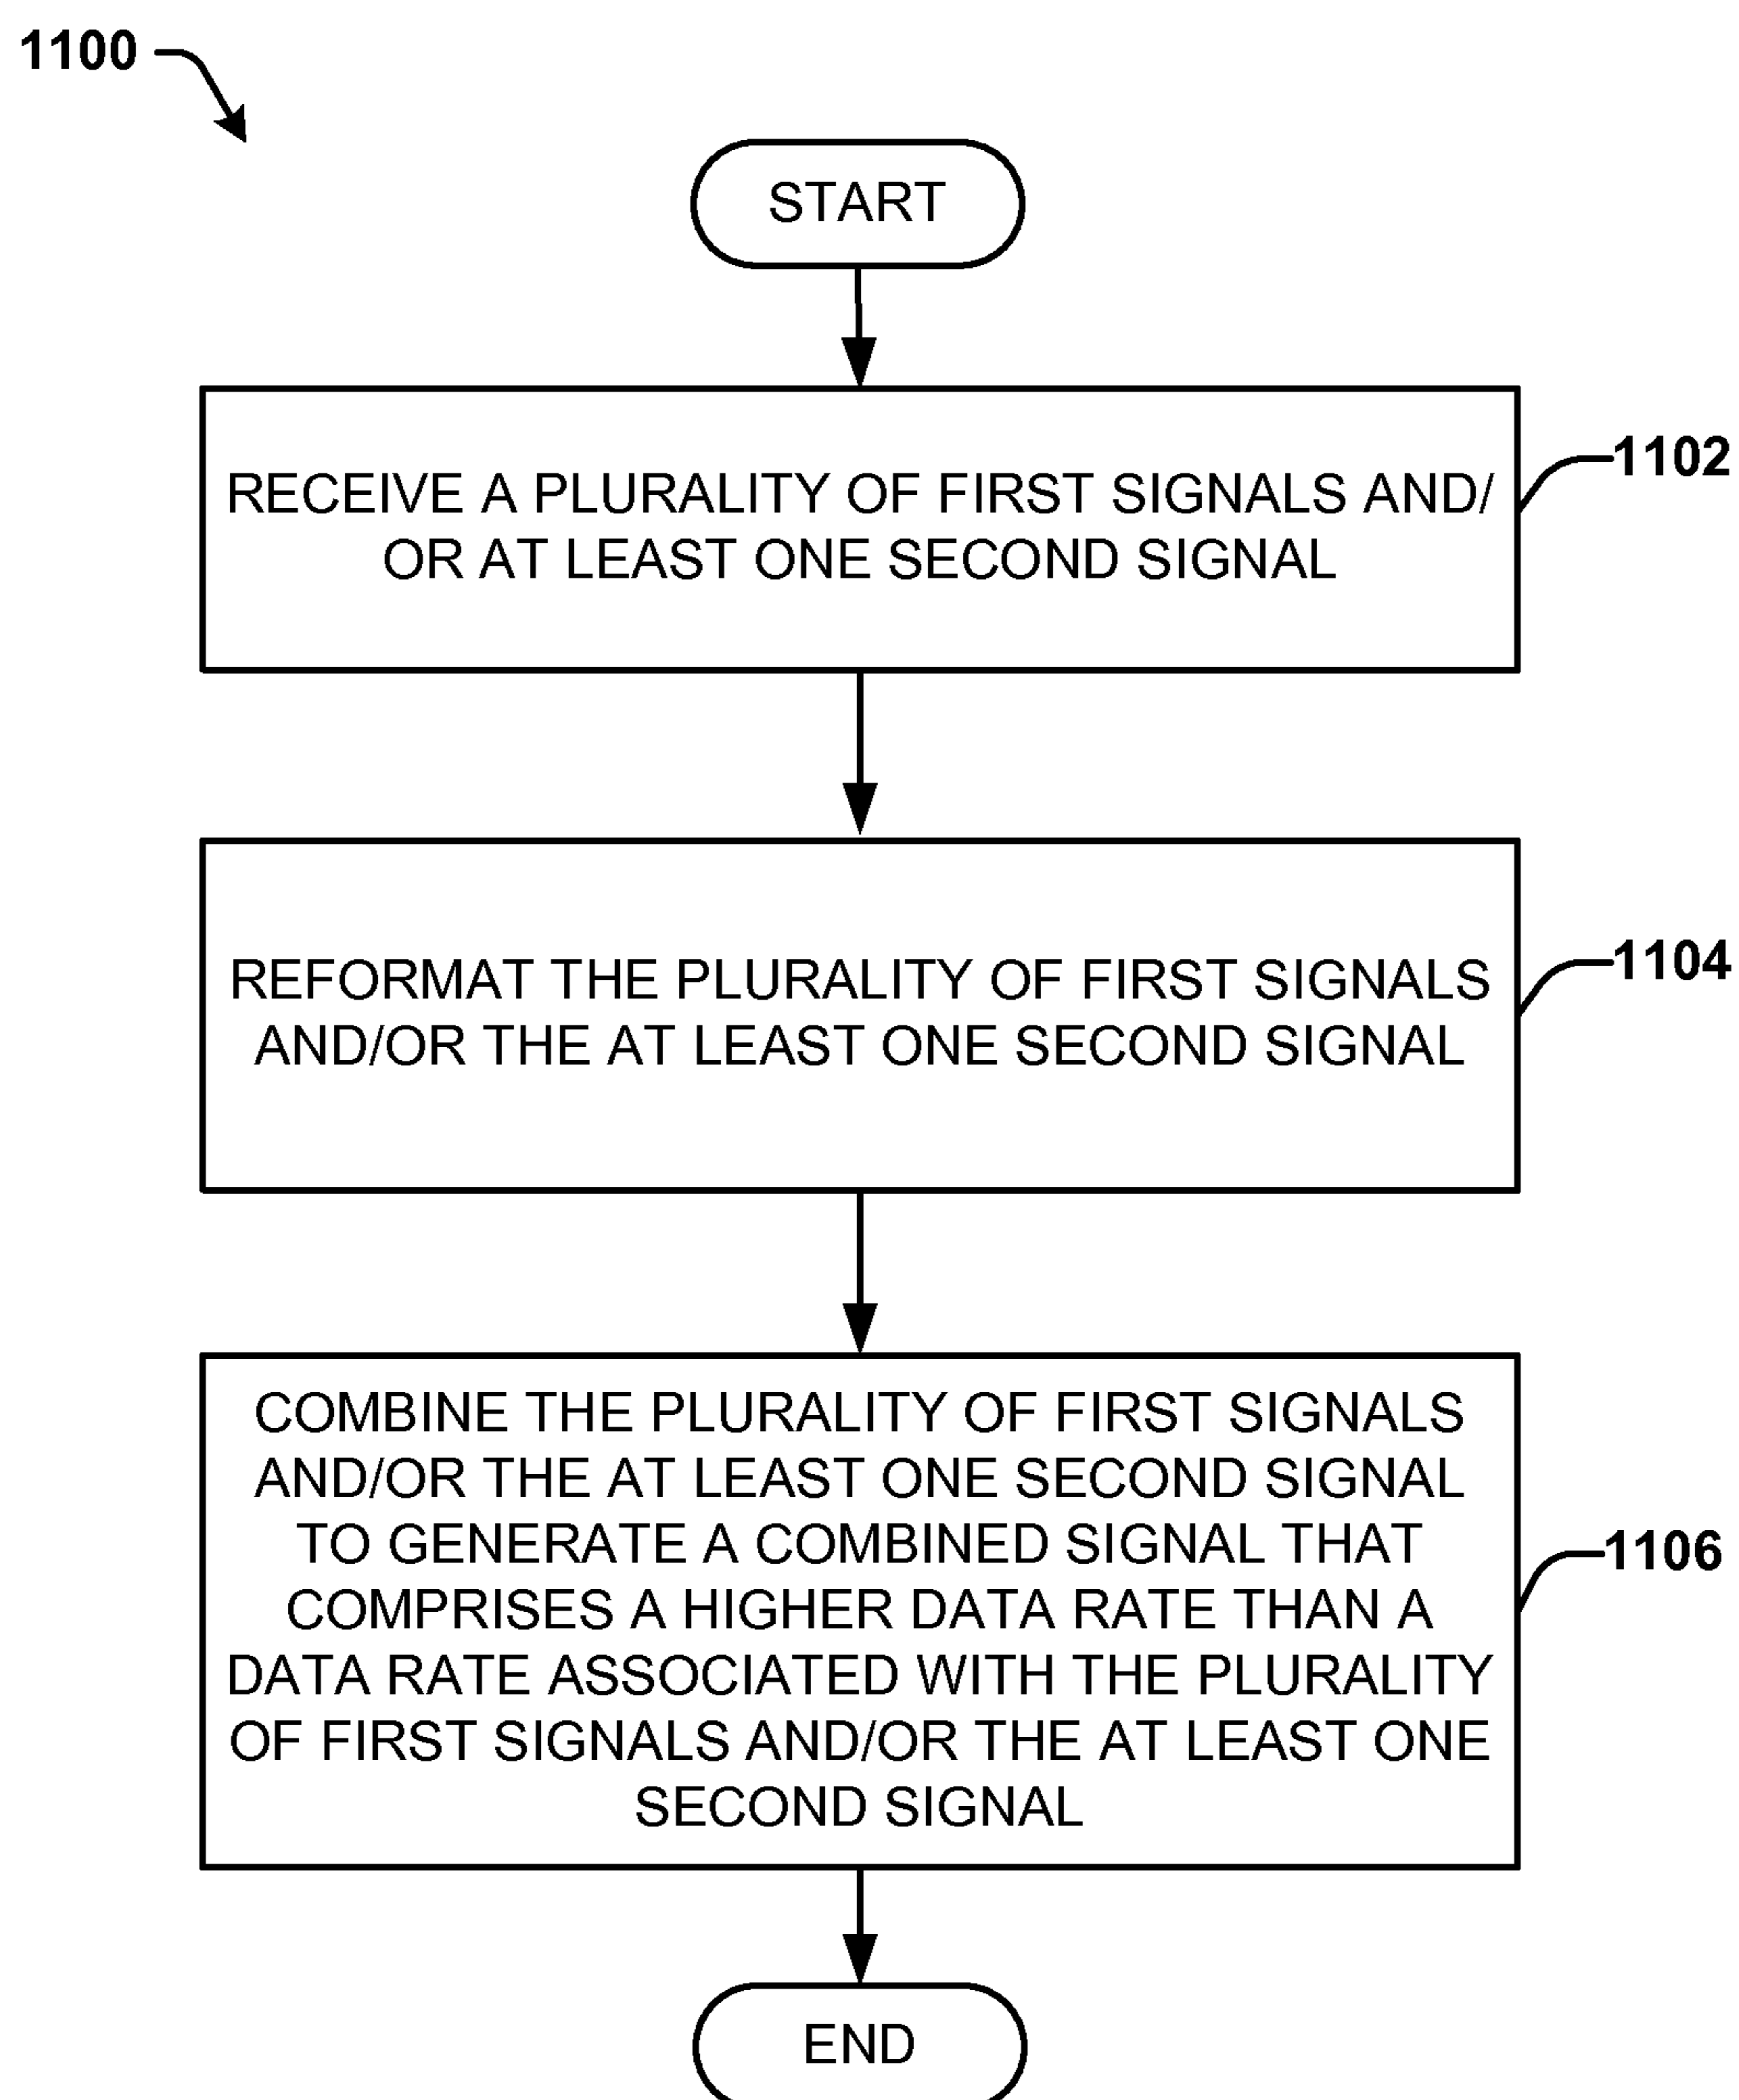 1100
START
RECEIVE A PLURALITY OF FIRST SIGNALS AND/
OR AT LEAST ONE SECOND SIGNAL
1102
REFORMAT THE PLURALITY OF FIRST SIGNALS
AND/OR THE AT LEAST ONE SECOND SIGNAL
1104
COMBINE THE PLURALITY OF FIRST SIGNALS
AND/OR THE AT LEAST ONE SECOND SIGNAL
TO GENERATE A COMBINED SIGNAL THAT
COMPRISES A HIGHER DATA RATE THAN A
DATA RATE ASSOCIATED WITH THE PLURALITY
OF FIRST SIGNALS AND/OR THE AT LEAST ONE
SECOND SIGNAL
1106
END